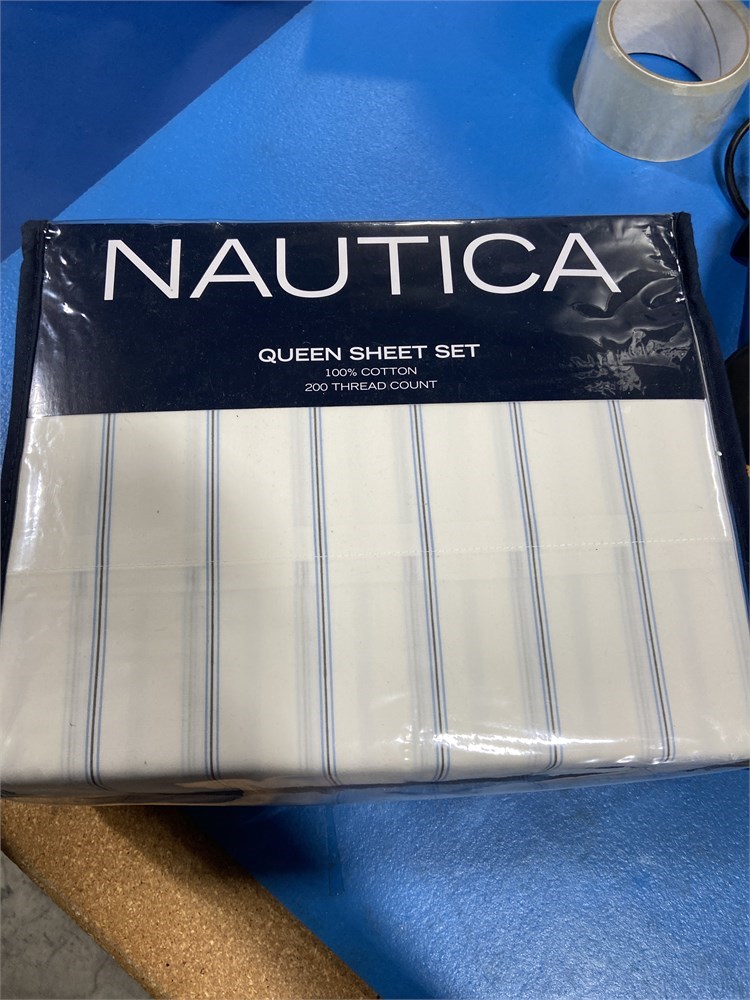 NAUTICA
QUEEN SHEET SET
100% COTTON
200 THREAD COUNT